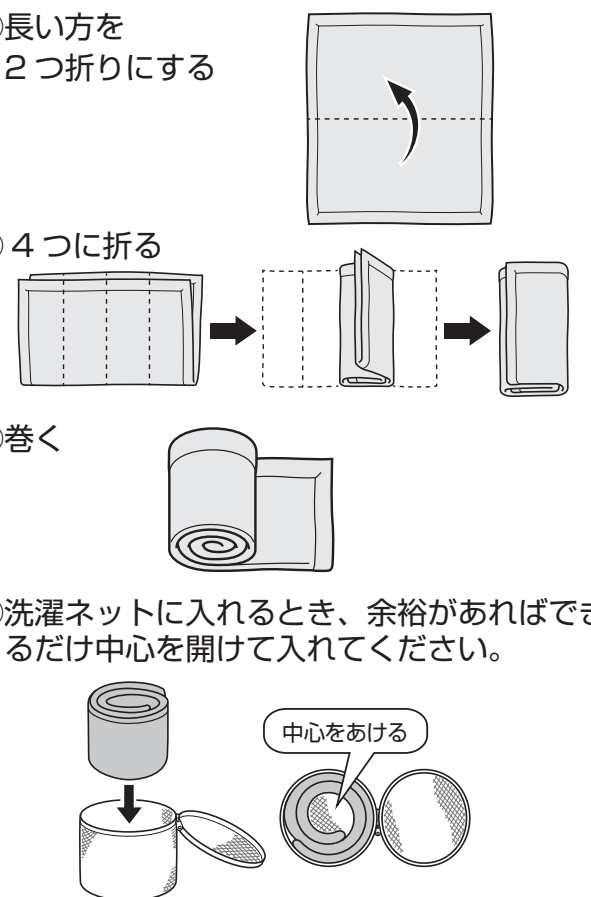 長い方を
2つ折りにする
4つに折る
巻く
洗濯ネットに入れるとき、余裕があればでき
るだけ中心を開けて入れてください。
中心をあける